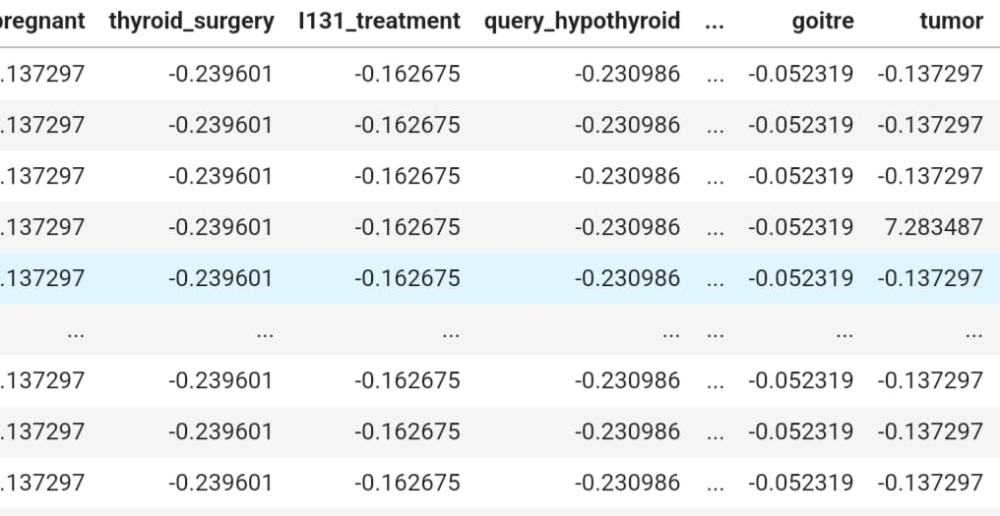 regnant thyroid_surgery I131_treatment query_hypothyroid ... goitre tumor
.137297 -0.239601 -0.162675 -0.230986 ... -0.052319 -0.137297
.137297 -0.239601 -0.162675 -0.230986 ... -0.052319 -0.137297
.137297 -0.239601 -0.162675 -0.230986 ... -0.052319 -0.137297
.137297 -0.239601 -0.162675 -0.230986 ... -0.052319 7.283487
.137297 -0.239601 -0.162675 -0.230986 ... -0.052319 -0.137297
... ... ... ... ... ... ...
.137297 -0.239601 -0.162675 -0.230986 ... -0.052319 -0.137297
.137297 -0.239601 -0.162675 -0.230986 ... -0.052319 -0.137297
.137297 -0.239601 -0.162675 -0.230986 ... -0.052319 -0.137297